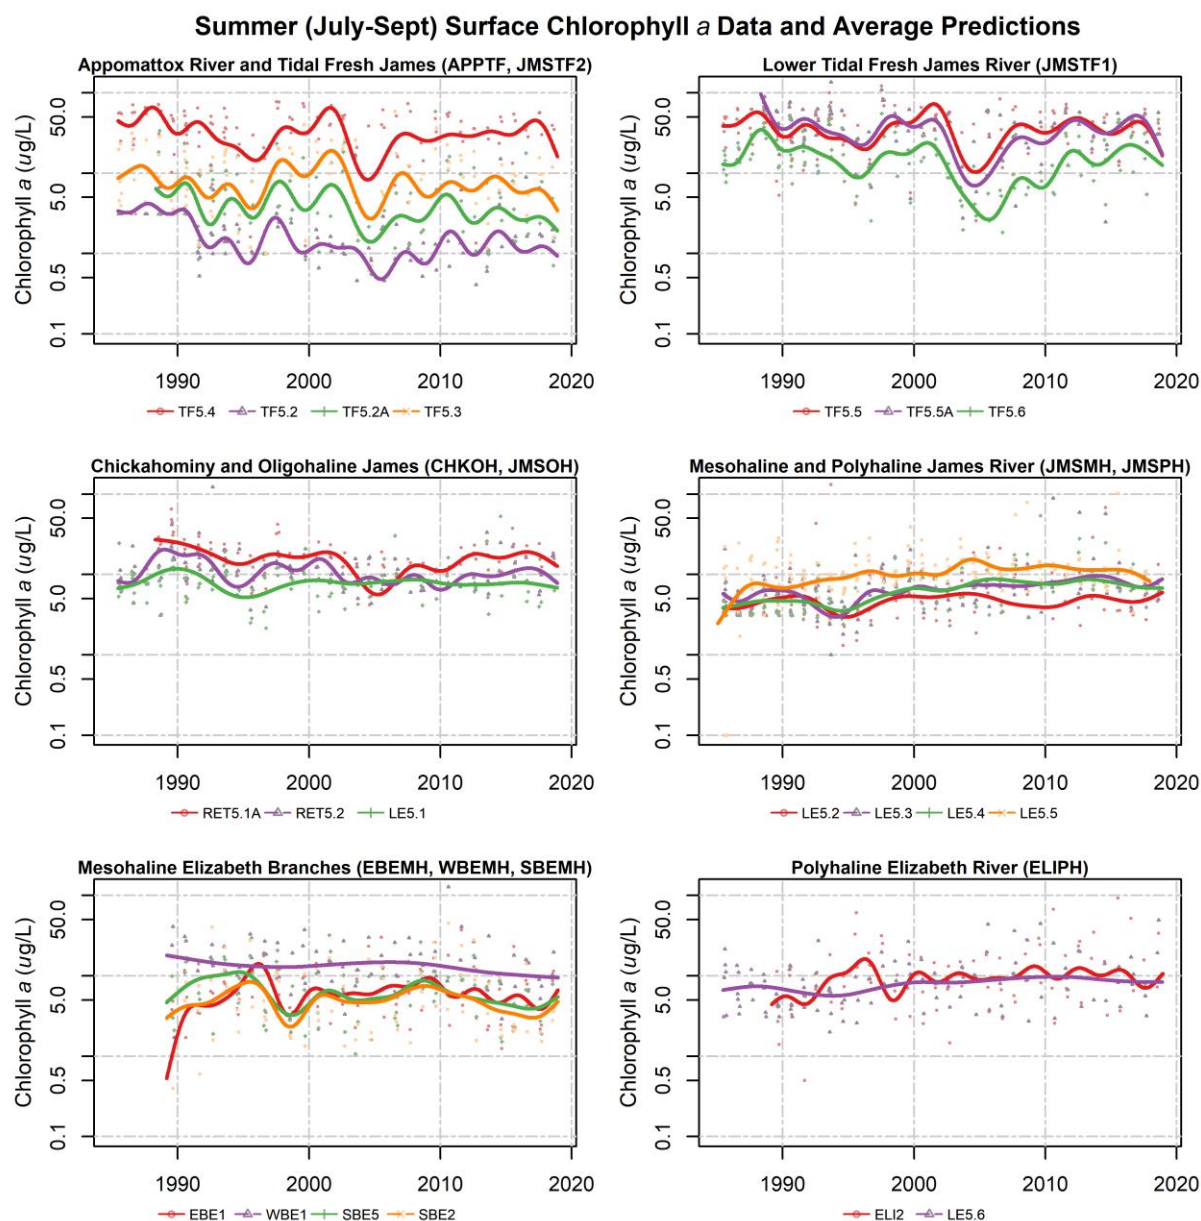 Summer (July-Sept) Surface Chlorophyll a Data and Average Predictions
Appomattox River and Tidal Fresh James (APPTF, JMSTF2)
Chlorophyll a (ug/L)
50.0
5.0
0.5
0.1
1990 2000 2010 2020
TF5.4 TF5.2 TF5.2A TF5.3
Lower Tidal Fresh James River (JMSTF1)
Chlorophyll a (ug/L)
50.0
5.0
0.5
0.1
1990 2000 2010 2020
TF5.5 TF5.5A TF5.6
Chickahominy and Oligohaline James (CHKOH, JMSOH)
Chlorophyll a (ug/L)
50.0
5.0
0.5
0.1
1990 2000 2010 2020
RET5.1A RET5.2 LE5.1
Mesohaline and Polyhaline James River (JMSMH, JMSPH)
Chlorophyll a (ug/L)
50.0
5.0
0.5
0.1
1990 2000 2010 2020
LE5.2 LE5.3 LE5.4 LE5.5
Mesohaline Elizabeth Branches (EBEMH, WBEMH, SBEMH)
Chlorophyll a (ug/L)
50.0
5.0
0.5
0.1
1990 2000 2010 2020
EBE1 WBE1 SBE5 SBE2
Polyhaline Elizabeth River (ELIPH)
Chlorophyll a (ug/L)
50.0
5.0
0.5
0.1
1990 2000 2010 2020
ELI2 LE5.6